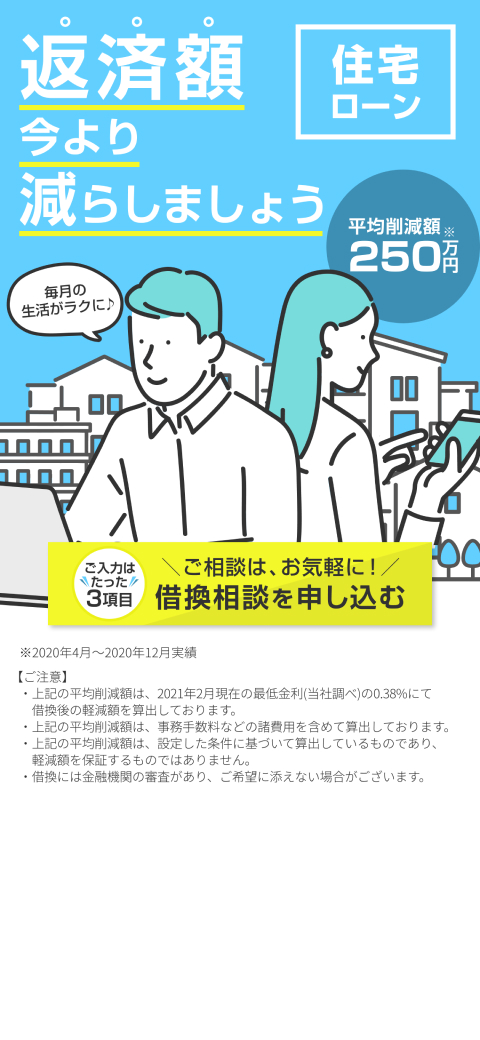 返済額
今より
減らしましょう
住宅
ローン
平均削減額※
250万円
毎月の
生活がラクに♪
ご入力は
たった
3項目
＼ご相談は、お気軽に！／
借換相談を申し込む
※2020年4月〜2020年12月実績
【ご注意】
・上記の平均削減額は、2021年2月現在の最低金利(当社調べ)の0.38%にて
借換後の軽減額を算出しております。
・上記の平均削減額は、事務手数料などの諸費用を含めて算出しております。
・上記の平均削減額は、設定した条件に基づいて算出しているものであり、
軽減額を保証するものではありません。
・借換には金融機関の審査があり、ご希望に添えない場合がございます。